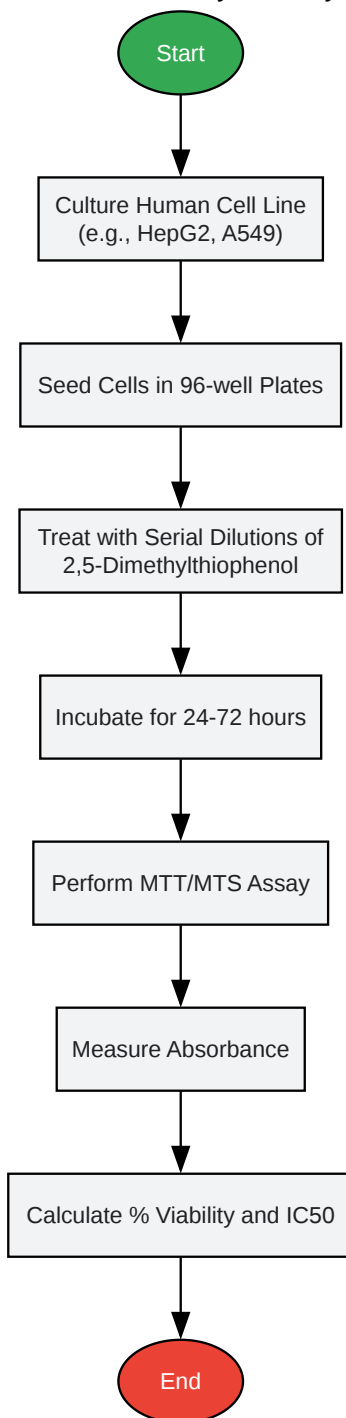 Start
Culture Human Cell Line
(e.g., HepG2, A549)
Seed Cells in 96-well Plates
Treat with Serial Dilutions of
2,5-Dimethylthiophenol
Incubate for 24-72 hours
Perform MTT/MTS Assay
Measure Absorbance
Calculate % Viability and IC50
End